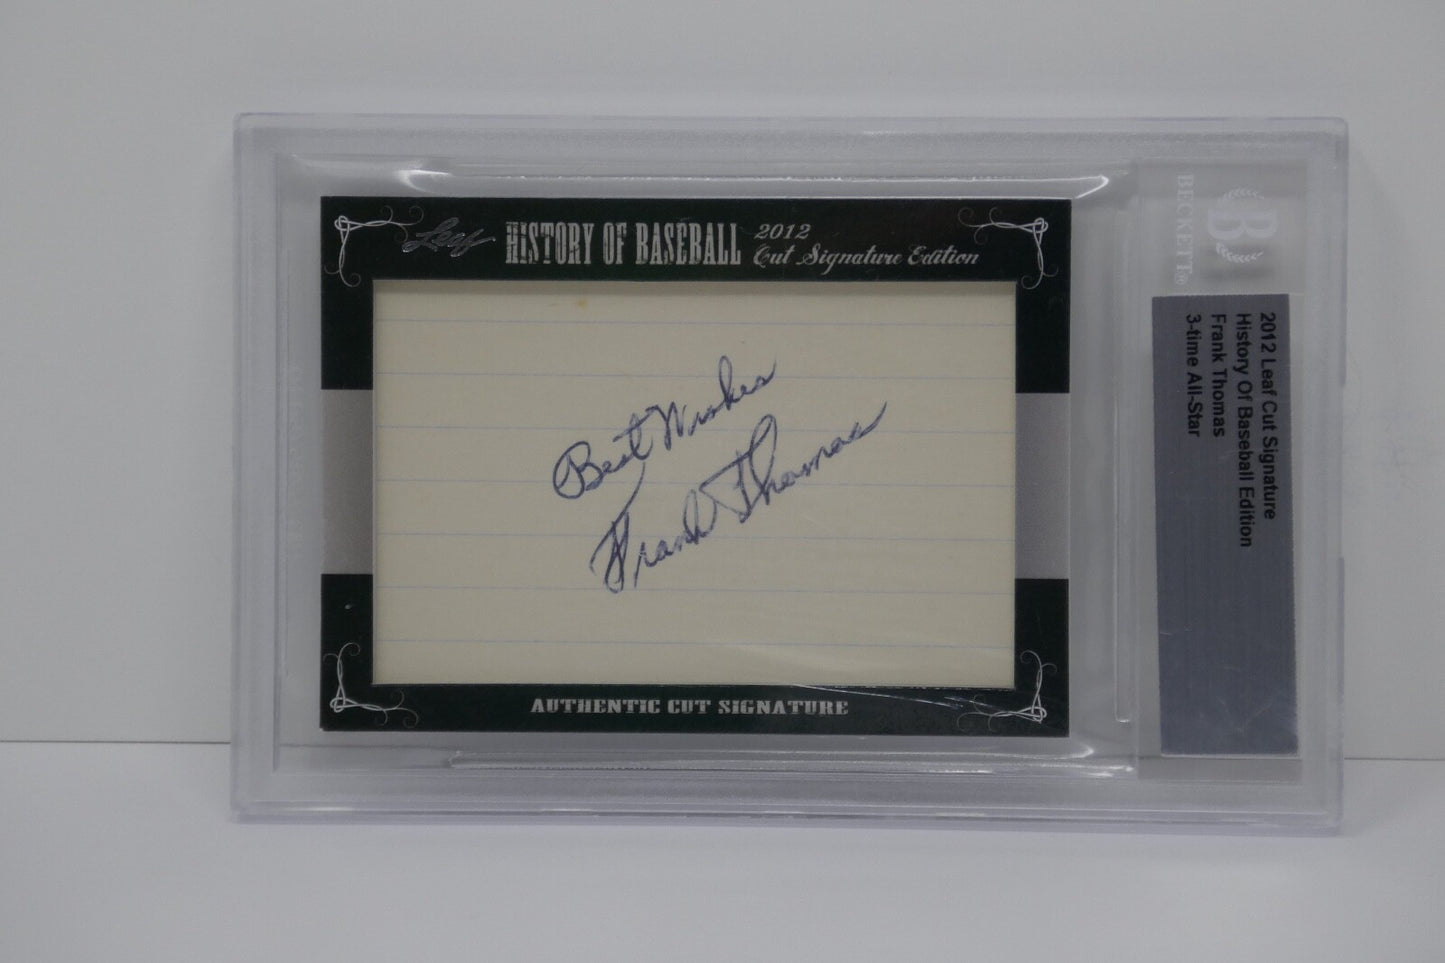 Leaf HISTORY OF BASEBALL 2012
Cut Signature Edition
Best Wishes
Frank Thomas
AUTHENTIC CUT SIGNATURE
B
BECKETT®
2012 Leaf Cut Signature
History Of Baseball Edition
Frank Thomas
3-time All-Star